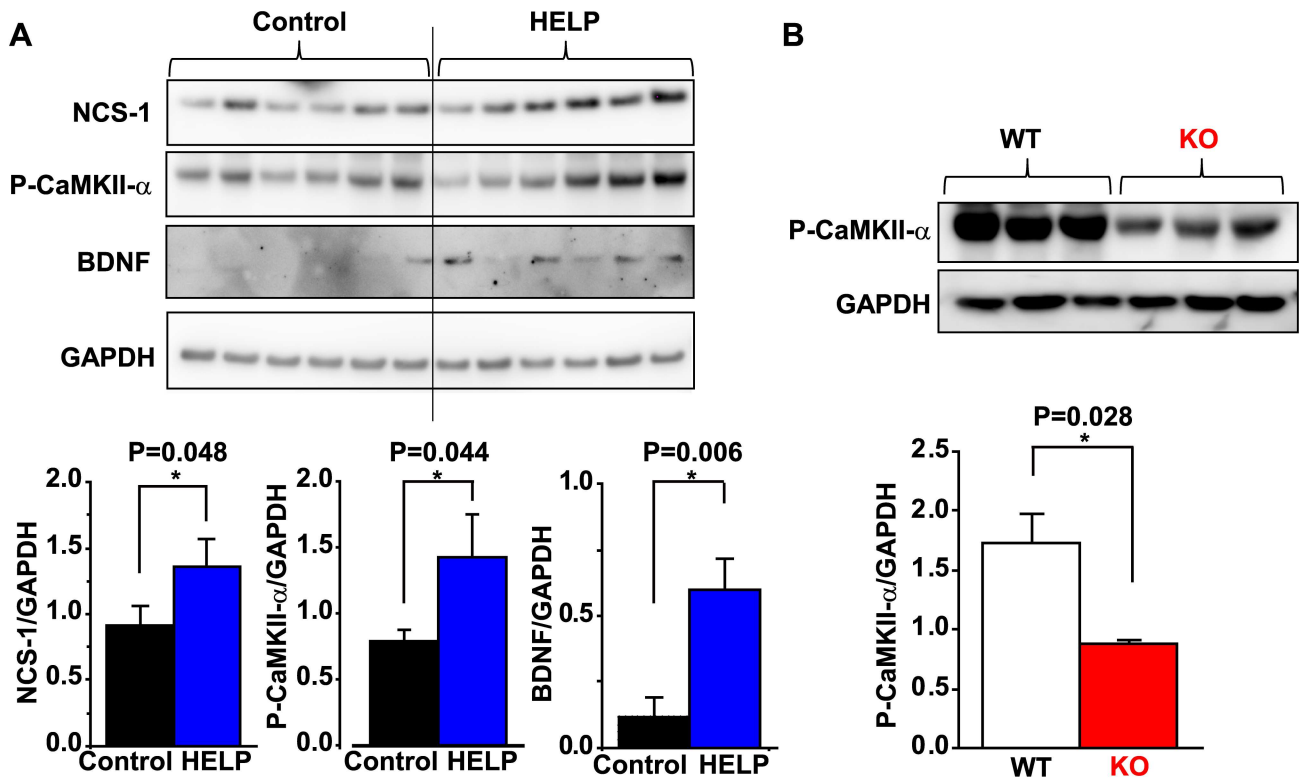 A
Control
HELP
NCS-1
P-CaMKII-α
BDNF
GAPDH
P=0.048
*
NCS-1/GAPDH
2.0
1.5
1.0
0.5
0.0
Control HELP
P=0.044
*
P-CaMKII-α/GAPDH
2.0
1.5
1.0
0.5
0.0
Control HELP
P=0.006
*
BDNF/GAPDH
1.0
0.5
0.0
Control HELP
B
WT
KO
P-CaMKII-α
GAPDH
P=0.028
*
P-CaMKII-α/GAPDH
2.5
2.0
1.5
1.0
0.5
0.0
WT
KO